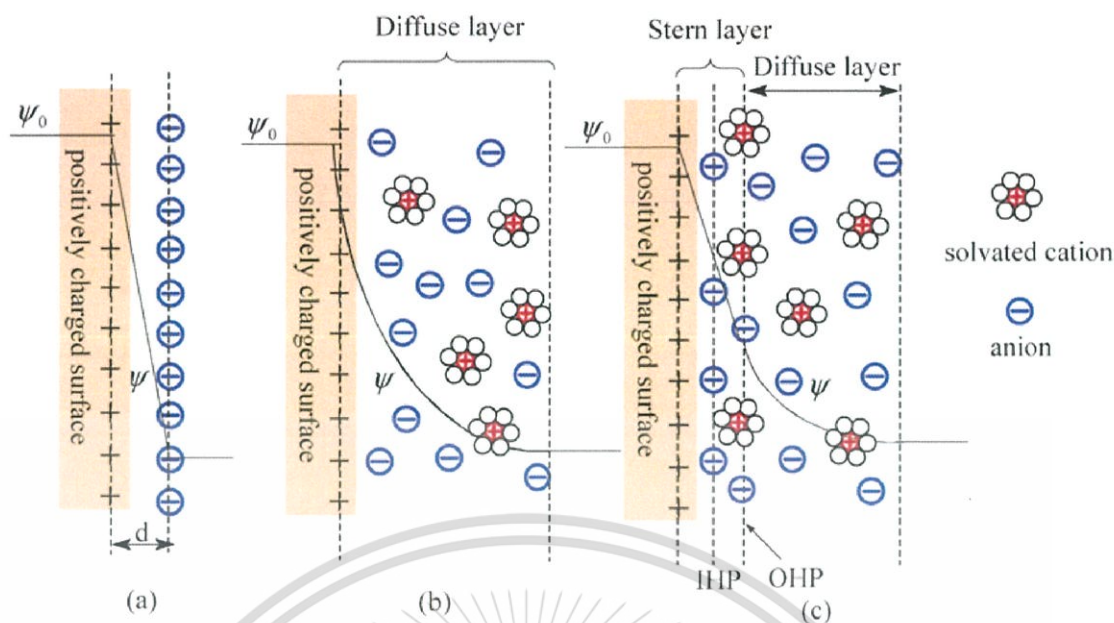 Diffuse layer
Stern layer
Diffuse layer
ψ₀
ψ₀
ψ₀
positively charged surface
positively charged surface
positively charged surface
ψ
ψ
ψ
solvated cation
anion
d
IHP
OHP
(a)
(b)
(c)